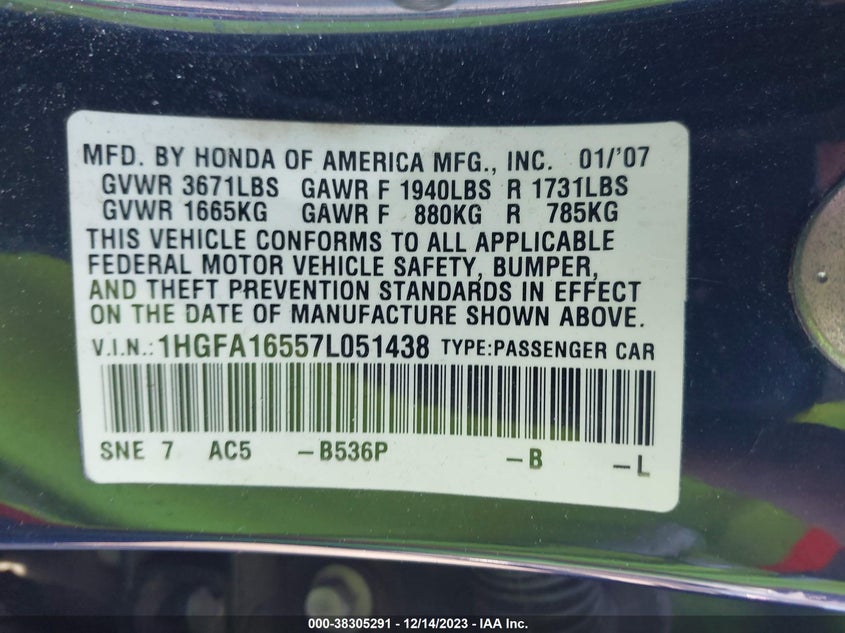 MFD. BY HONDA OF AMERICA MFG., INC. 01/'07
GVWR 3671LBS GAWR F 1940LBS R 1731LBS
GVWR 1665KG GAWR F 880KG R 785KG
THIS VEHICLE CONFORMS TO ALL APPLICABLE
FEDERAL MOTOR VEHICLE SAFETY, BUMPER,
AND THEFT PREVENTION STANDARDS IN EFFECT
ON THE DATE OF MANUFACTURE SHOWN ABOVE.
V.I.N.: 1HGFA16557L051438 TYPE:PASSENGER CAR
SNE 7 AC5 -B536P -B -L
000-38305291 - 12/14/2023 - IAA Inc.